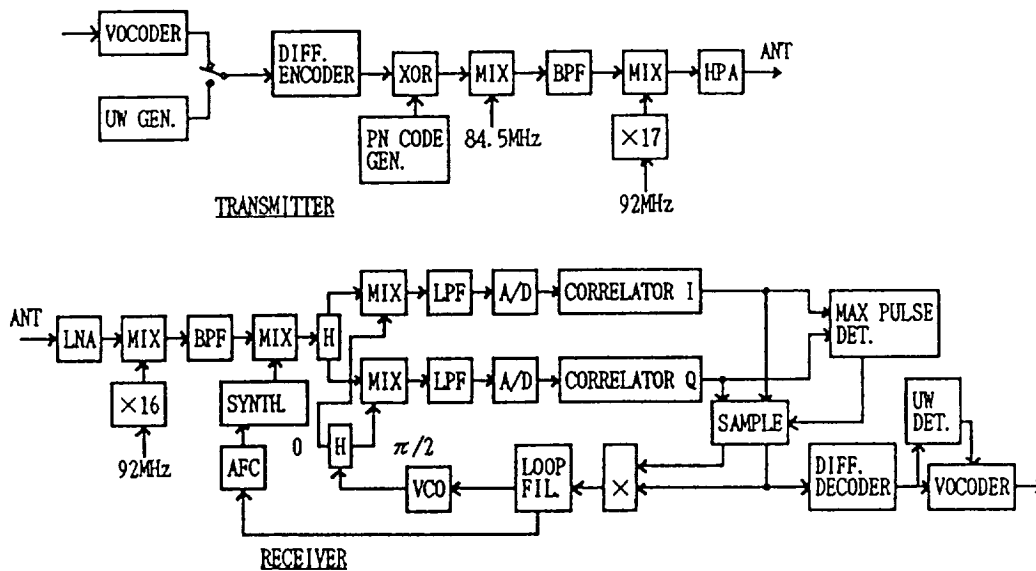 VOCODER
UW GEN.
DIFF.
ENCODER
XOR
PN CODE
GEN.
MIX
84.5MHz
BPF
MIX
×17
92MHz
HPA
ANT
TRANSMITTER
ANT
LNA
MIX
×16
92MHz
BPF
MIX
SYNTH.
AFC
H
MIX
LPF
A/D
CORRELATOR I
MIX
LPF
A/D
CORRELATOR Q
MAX PULSE
DET.
SAMPLE
0
H
π/2
VCO
LOOP
FIL.
×
DIFF.
DECODER
UW
DET.
VOCODER
RECEIVER